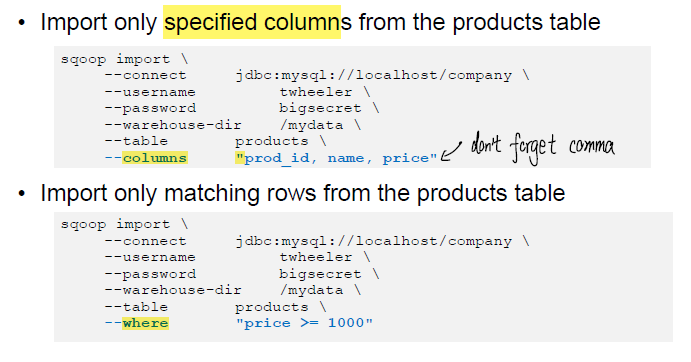 • Import only specified columns from the products table
sqoop import \
--connect jdbc:mysql://localhost/company \
--username twheeler \
--password bigsecret \
--warehouse-dir /mydata \
--table products \
--columns "prod_id, name, price" don't forget comma
• Import only matching rows from the products table
sqoop import \
--connect jdbc:mysql://localhost/company \
--username twheeler \
--password bigsecret \
--warehouse-dir /mydata \
--table products \
--where "price >= 1000"